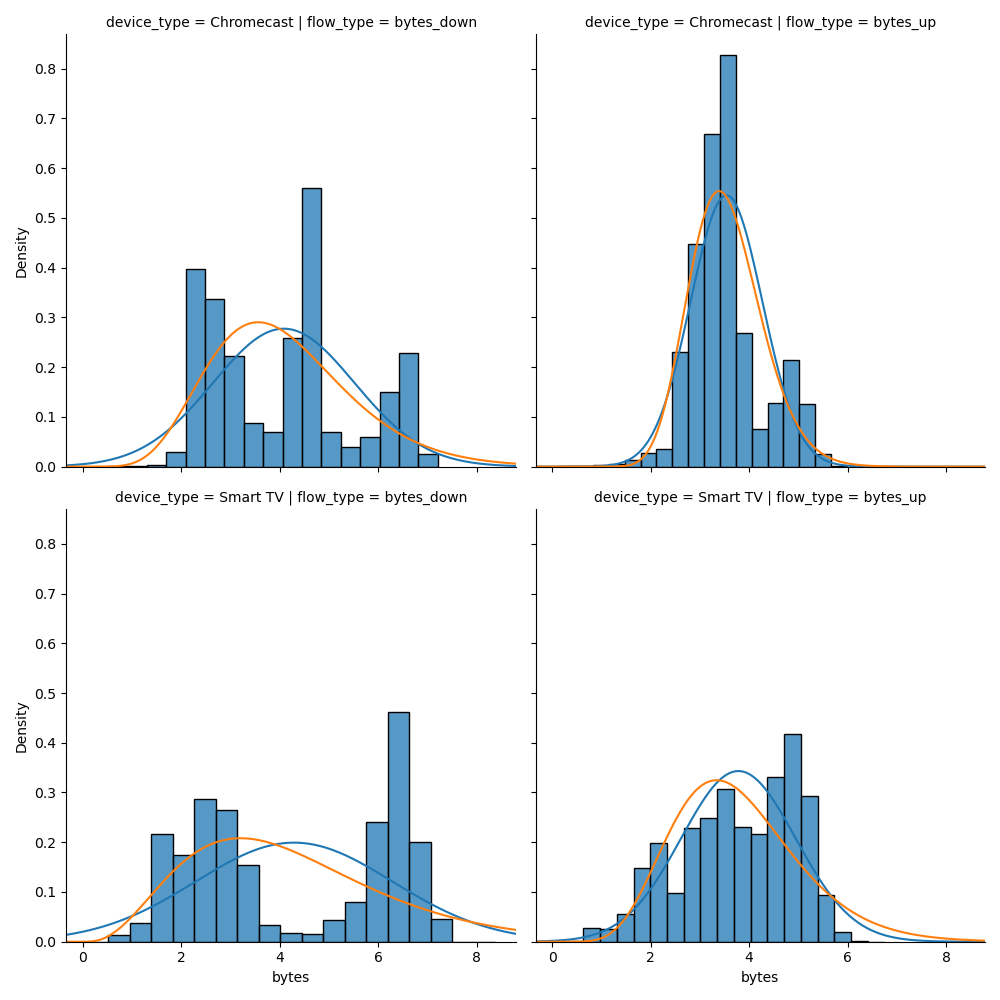 device_type = Chromecast | flow_type = bytes_down
device_type = Chromecast | flow_type = bytes_up
0.8
0.7
0.6
0.5
0.4
0.3
0.2
0.1
0.0
Density
device_type = Smart TV | flow_type = bytes_down
device_type = Smart TV | flow_type = bytes_up
0.8
0.7
0.6
0.5
0.4
0.3
0.2
0.1
0.0
Density
0 2 4 6 8
0 2 4 6 8
bytes
bytes